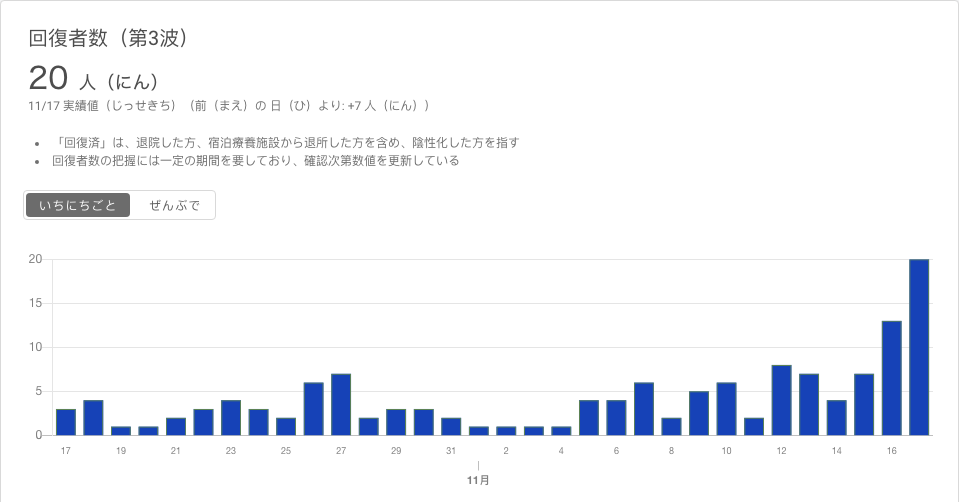 回復者数（第3波）
20 人（にん）
11/17 実績値（じっせきち）（前（まえ）の 日（ひ）より: +7 人（にん））
• 「回復済」は、退院した方、宿泊療養施設から退所した方を含め、陰性化した方を指す
• 回復者数の把握には一定の期間を要しており、確認次第数値を更新している
いちにちごと ぜんぶで
20
15
10
5
0
17 19 21 23 25 27 29 31 2 4 6 8 10 12 14 16
11月